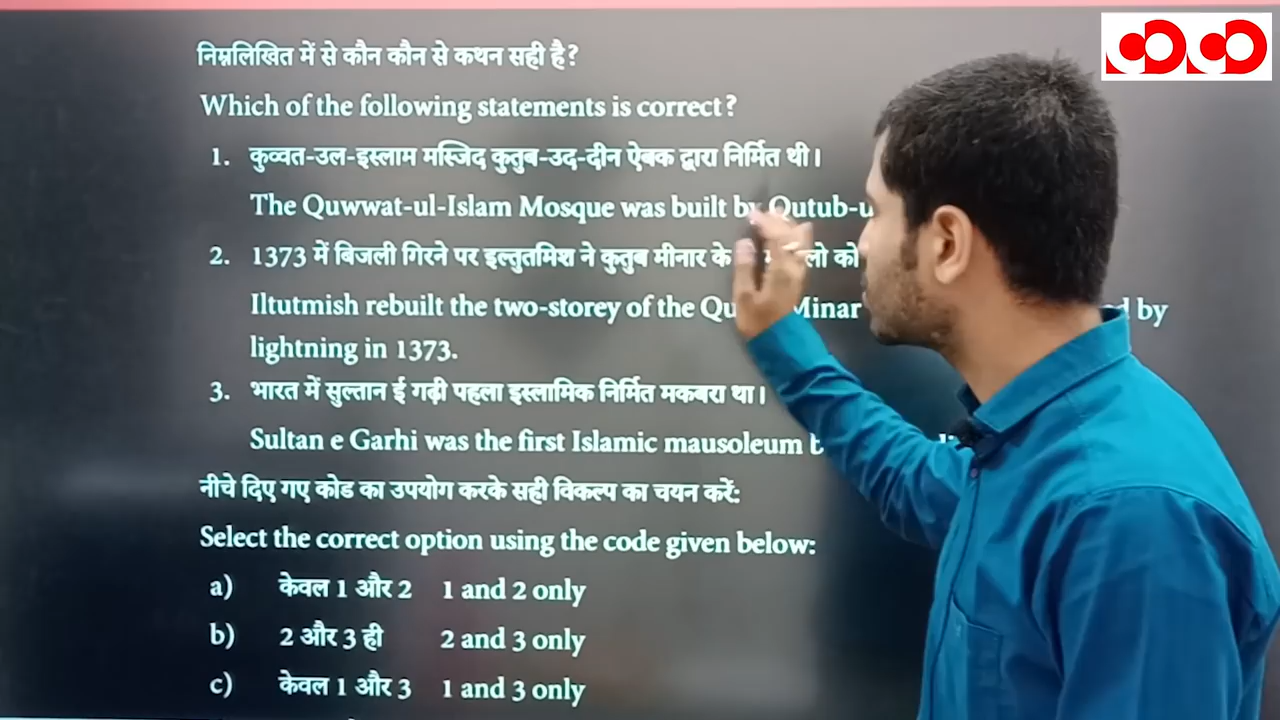 निम्नलिखित में से कौन कौन से कथन सही है?
Which of the following statements is correct?
1. कुव्वत-उल-इस्लाम मस्जिद कुतुब-उद-दीन ऐबक द्वारा निर्मित थी।
The Quwwat-ul-Islam Mosque was built by Qutub-u
2. 1373 में बिजली गिरने पर इल्तुतमिश ने कुतुब मीनार के को
Iltutmish rebuilt the two-storey of the Minar by
lightning in 1373.
3. भारत में सुल्तान ई गढ़ी पहला इस्लामिक निर्मित मकबरा था।
Sultan e Garhi was the first Islamic mausoleum
नीचे दिए गए कोड का उपयोग करके सही विकल्प का चयन करें:
Select the correct option using the code given below:
a) केवल 1 और 2 1 and 2 only
b) 2 और 3 ही 2 and 3 only
c) केवल 1 और 3 1 and 3 only